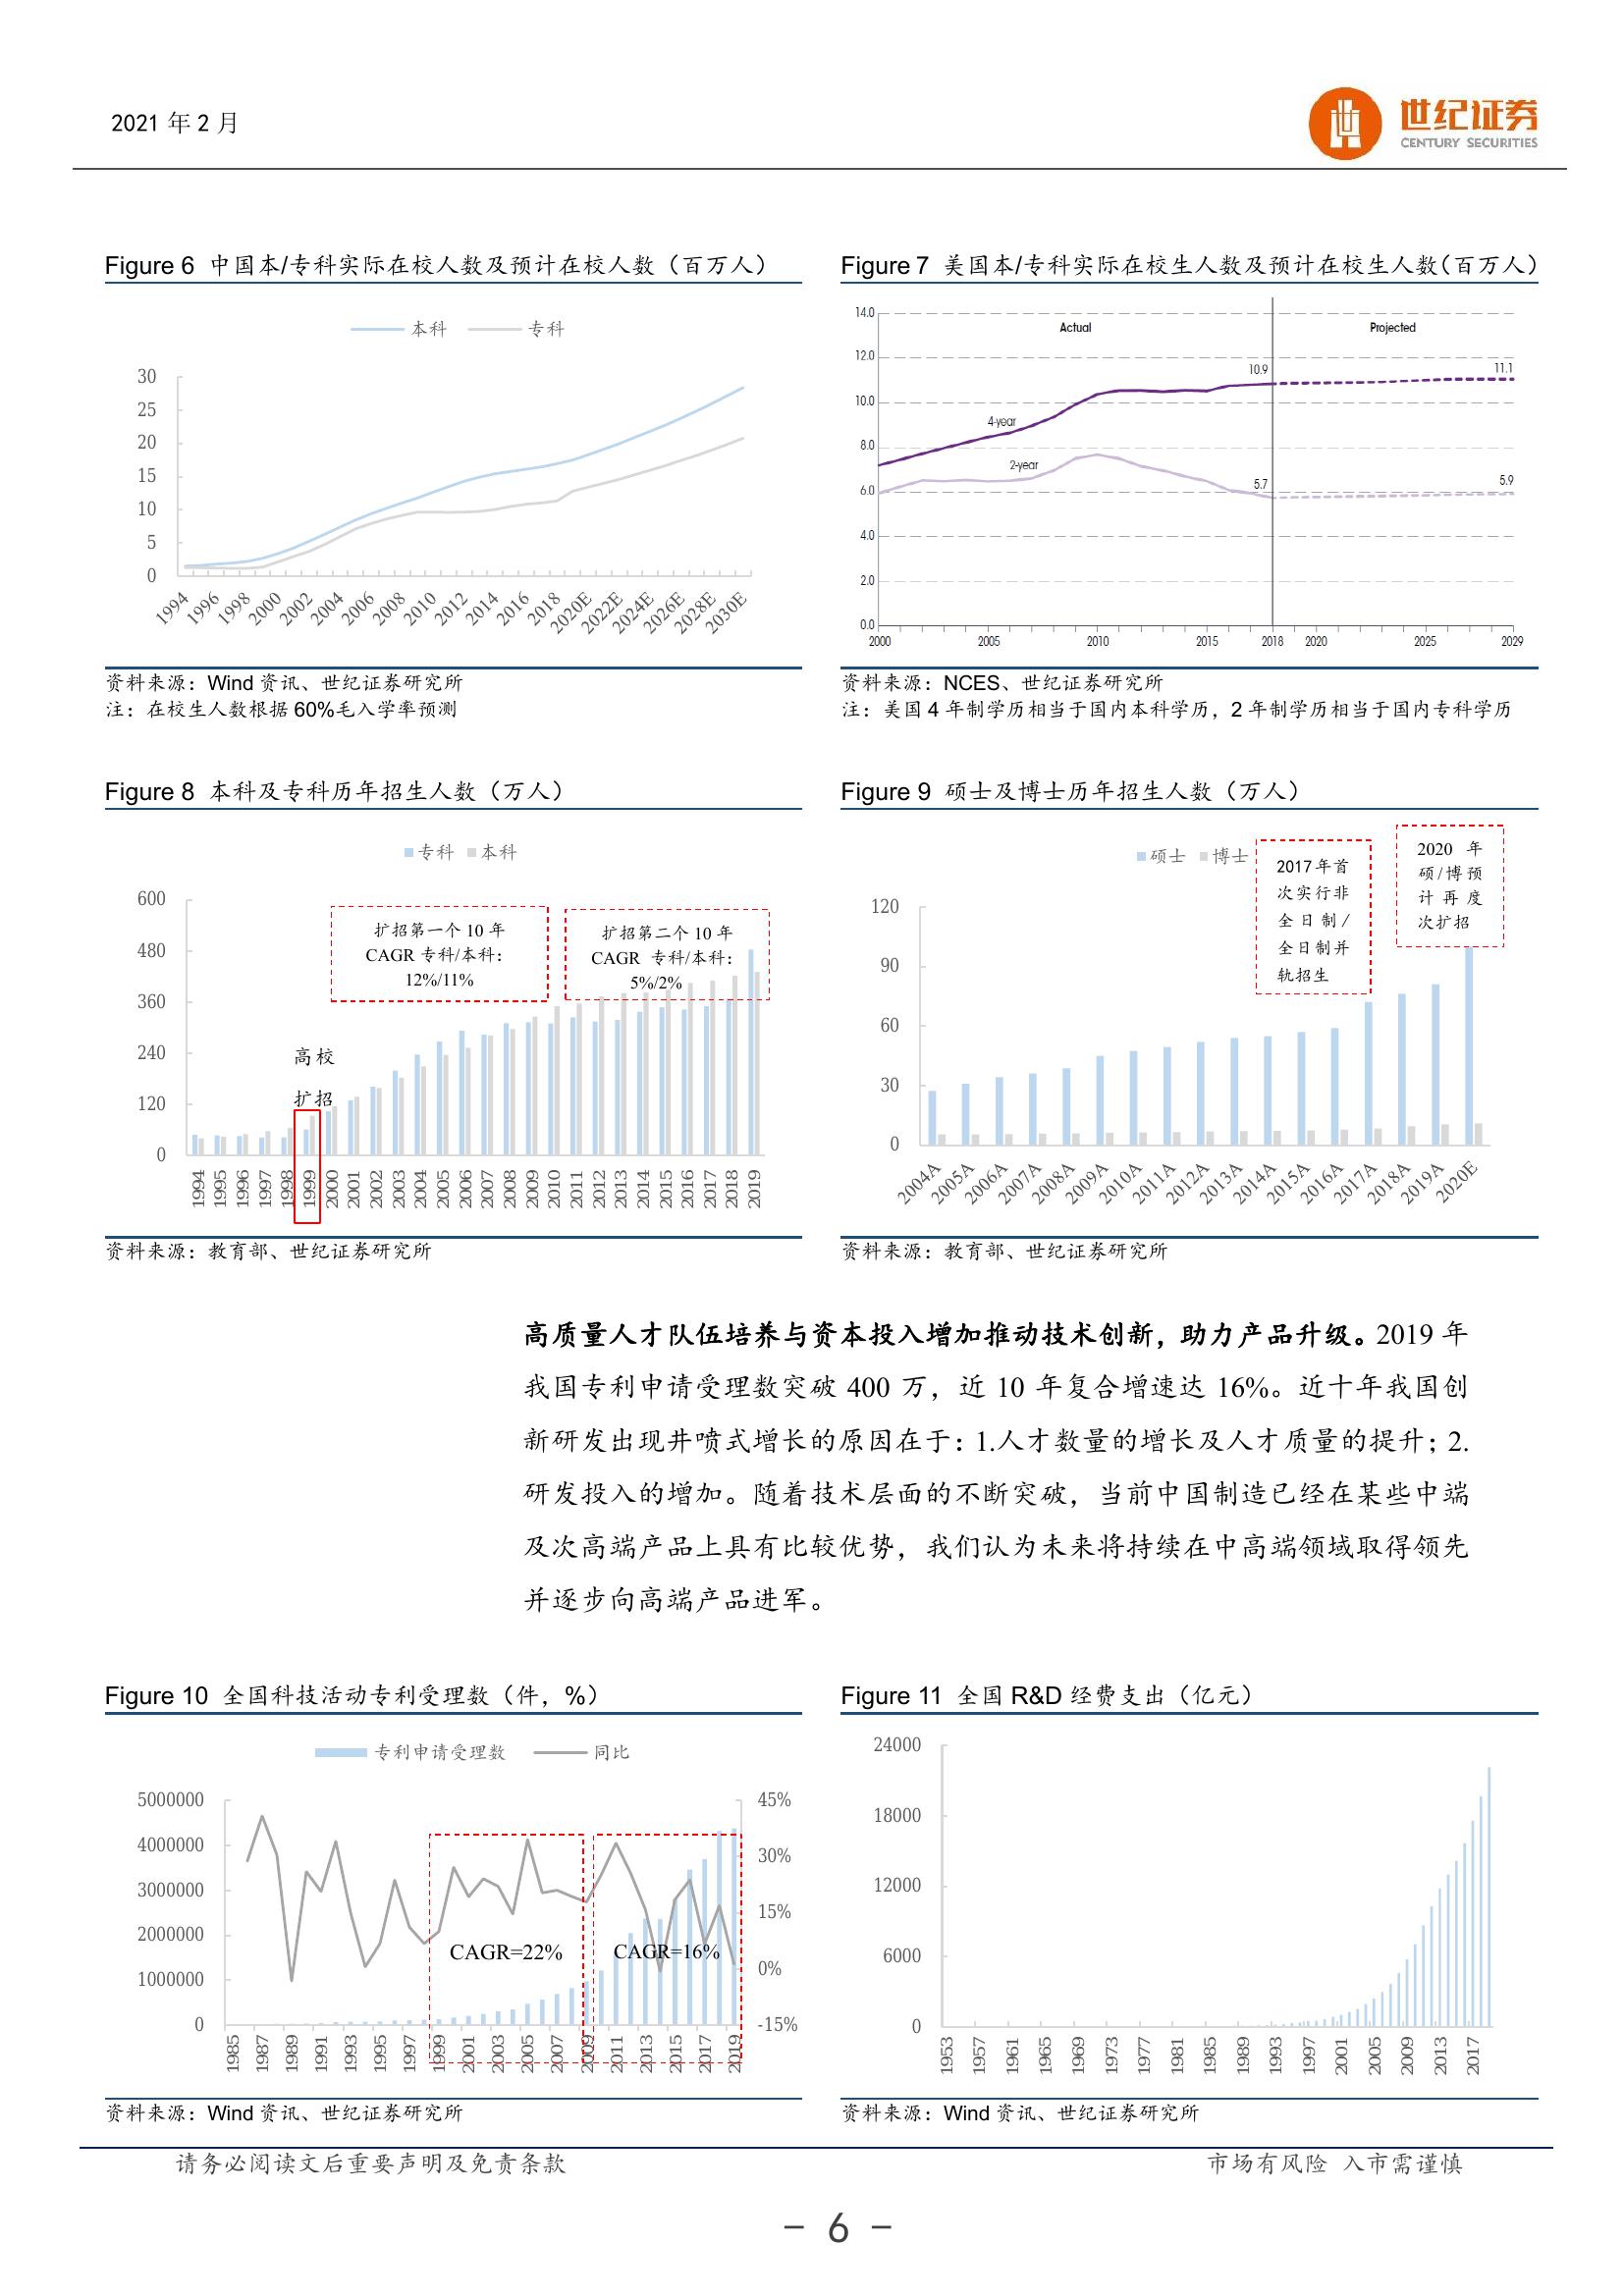 2021 年 2 月
世纪证券
CENTURY SECURITIES
Figure 6 中国本/专科实际在校人数及预计在校人数（百万人）
本科 专科
30
25
20
15
10
5
0
1994 1996 1998 2000 2002 2004 2006 2008 2010 2012 2014 2016 2018 2020E 2022E 2024E 2026E 2028E 2030E
资料来源：Wind 资讯、世纪证券研究所
注：在校生人数根据 60%毛入学率预测
Figure 7 美国本/专科实际在校生人数及预计在校生人数（百万人）
14.0
Actual Projected
12.0
10.9 11.1
10.0
4-year
8.0
2-year
6.0
5.7 5.9
4.0
2.0
0.0
2000 2005 2010 2015 2018 2020 2025 2029
资料来源：NCES、世纪证券研究所
注：美国 4 年制学历相当于国内本科学历，2 年制学历相当于国内专科学历
Figure 8 本科及专科历年招生人数（万人）
专科 本科
600
480
360
240
120
0
扩招第一个 10 年
CAGR 专科/本科：
12%/11%
扩招第二个 10 年
CAGR 专科/本科：
5%/2%
高校
扩招
1994 1995 1996 1997 1998 1999 2000 2001 2002 2003 2004 2005 2006 2007 2008 2009 2010 2011 2012 2013 2014 2015 2016 2017 2018 2019
资料来源：教育部、世纪证券研究所
Figure 9 硕士及博士历年招生人数（万人）
硕士 博士
2017 年首
次实行非
全日制/
全日制并
轨招生
2020 年
硕/博预
计再度
次扩招
120
90
60
30
0
2004A 2005A 2006A 2007A 2008A 2009A 2010A 2011A 2012A 2013A 2014A 2015A 2016A 2017A 2018A 2019A 2020E
资料来源：教育部、世纪证券研究所
高质量人才队伍培养与资本投入增加推动技术创新，助力产品升级。2019 年
我国专利申请受理数突破 400 万，近 10 年复合增速达 16%。近十年我国创
新研发出现井喷式增长的原因在于：1.人才数量的增长及人才质量的提升；2.
研发投入的增加。随着技术层面的不断突破，当前中国制造已经在某些中端
及次高端产品上具有比较优势，我们认为未来将持续在中高端领域取得领先
并逐步向高端产品进军。
Figure 10 全国科技活动专利受理数（件，%）
专利申请受理数 同比
5000000
4000000
3000000
2000000
1000000
0
45%
30%
15%
0%
-15%
CAGR=22%
CAGR=16%
1985 1987 1989 1991 1993 1995 1997 1999 2001 2003 2005 2007 2009 2011 2013 2015 2017 2019
资料来源：Wind 资讯、世纪证券研究所
Figure 11 全国 R&D 经费支出（亿元）
24000
18000
12000
6000
0
1953 1957 1961 1965 1969 1973 1977 1981 1985 1989 1993 1997 2001 2005 2009 2013 2017
资料来源：Wind 资讯、世纪证券研究所
请务必阅读文后重要声明及免责条款
市场有风险 入市需谨慎
- 6 -